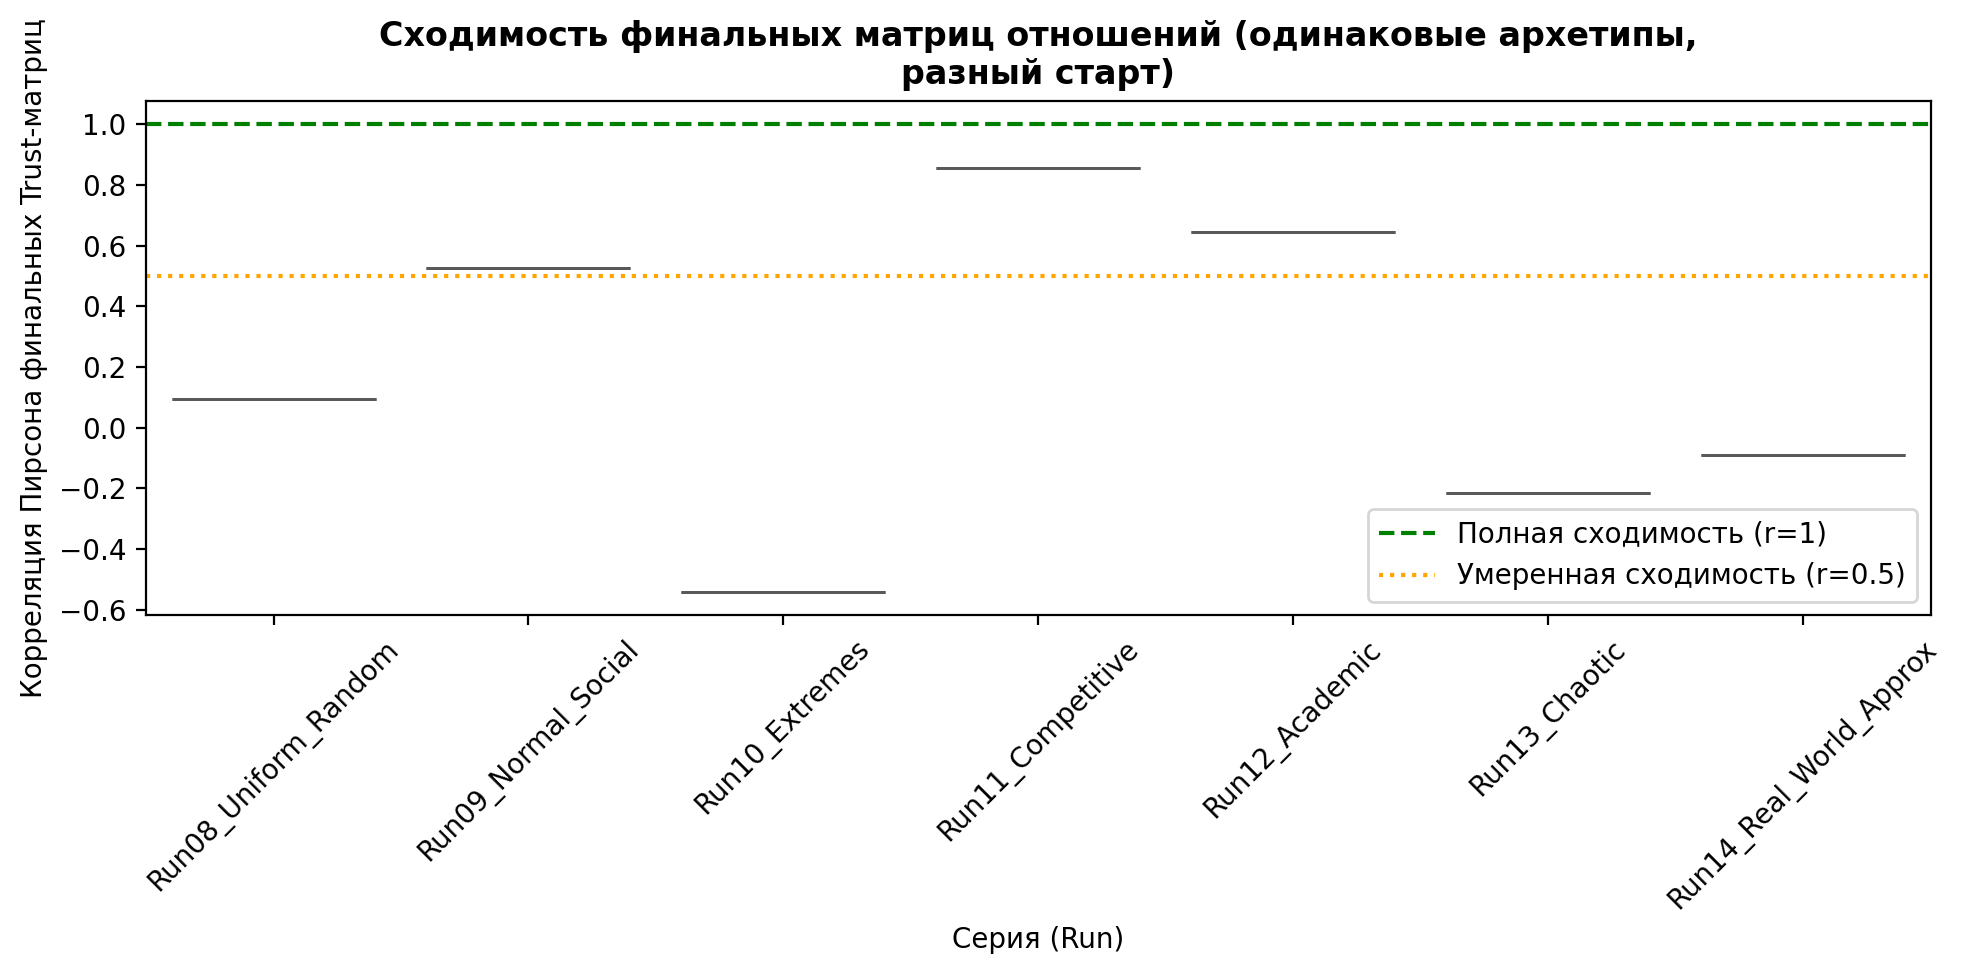 Сходимость финальных матриц отношений (одинаковые архетипы,
разный старт)
Корреляция Пирсона финальных Trust-матриц
1.0
0.8
0.6
0.4
0.2
0.0
−0.2
−0.4
−0.6
Полная сходимость (r=1)
Умеренная сходимость (r=0.5)
Run08_Uniform_Random
Run09_Normal_Social
Run10_Extremes
Run11_Competitive
Run12_Academic
Run13_Chaotic
Run14_Real_World_Approx
Серия (Run)